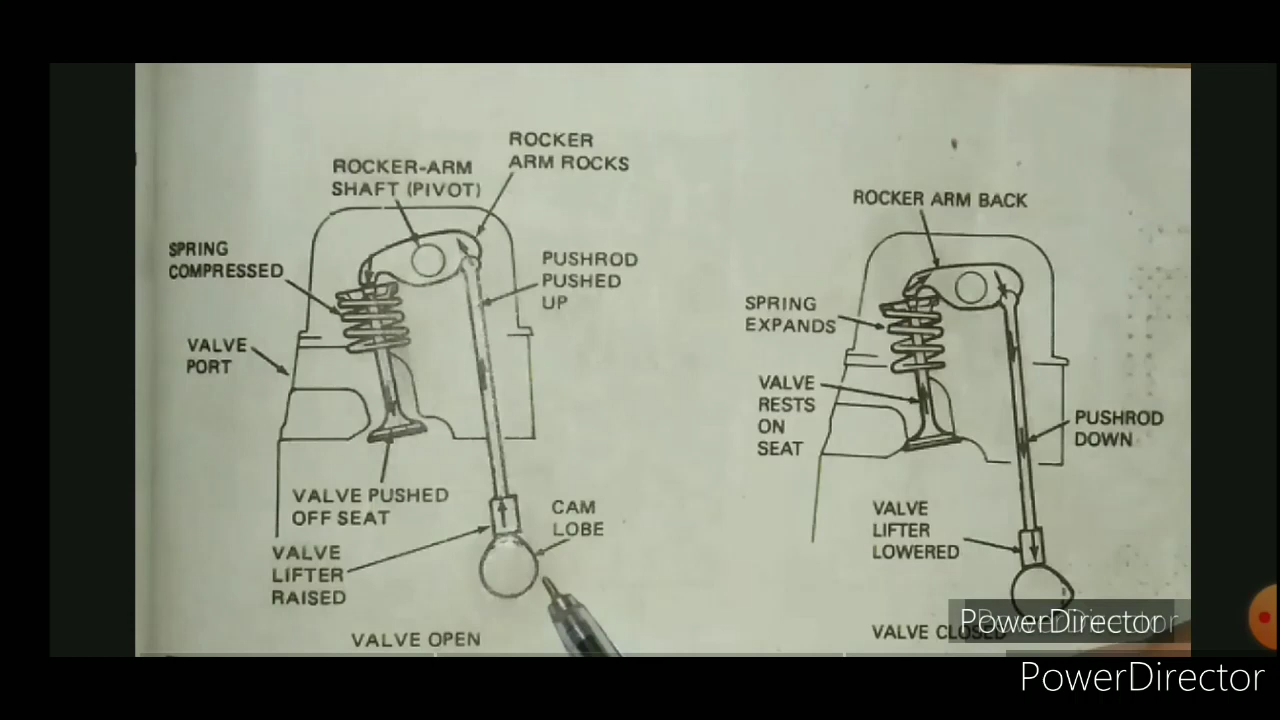 ROCKER
ARM ROCKS
ROCKER-ARM
SHAFT (PIVOT)
SPRING
COMPRESSED
PUSHROD
PUSHED
UP
VALVE
PORT
VALVE PUSHED
OFF SEAT
CAM
LOBE
VALVE
LIFTER
RAISED
VALVE OPEN
ROCKER ARM BACK
SPRING
EXPANDS
VALVE
RESTS
ON
SEAT
PUSHROD
DOWN
VALVE
LIFTER
LOWERED
VALVE CLOSED
PowerDirector
PowerDirector